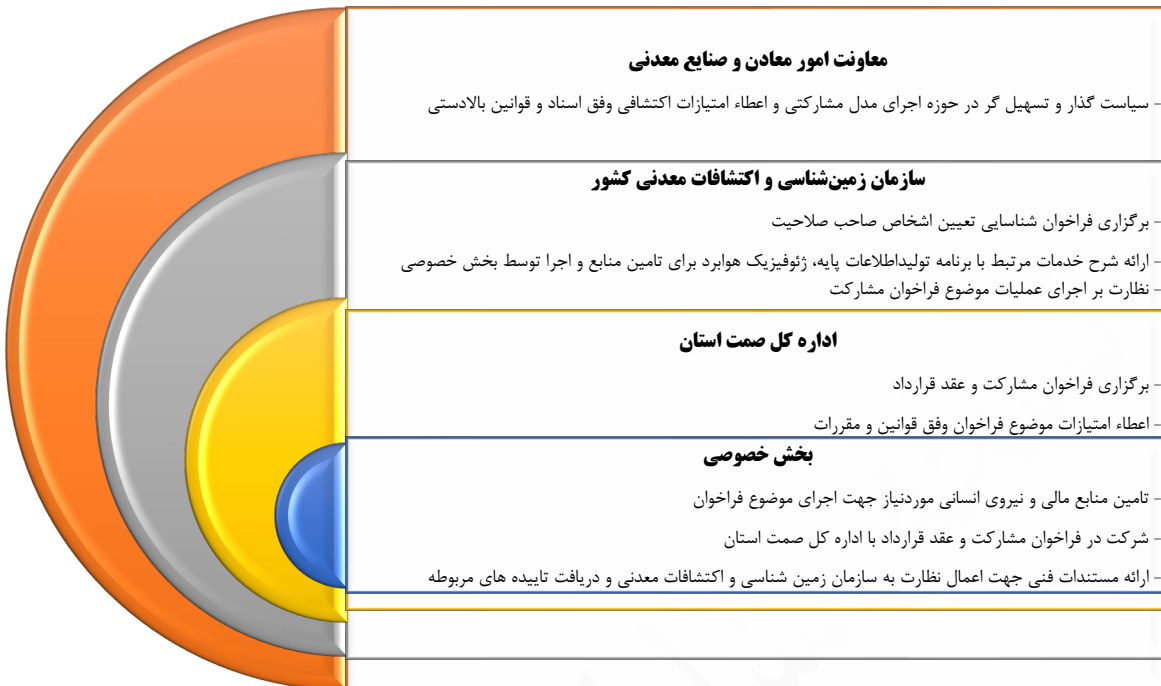 معاونت امور معادن و صنایع معدنی
- سیاست گذار و تسهیل گر در حوزه اجرای مدل مشارکتی و اعطاء امتیازات اکتشافی وفق اسناد و قوانین بالادستی
سازمان زمین‌شناسی و اکتشافات معدنی کشور
- برگزاری فراخوان شناسایی تعیین اشخاص صاحب صلاحیت
- ارائه شرح خدمات مرتبط با برنامه تولیداطلاعات پایه، ژئوفیزیک هوابرد برای تامین منابع و اجرا توسط بخش خصوصی
- نظارت بر اجرای عملیات موضوع فراخوان مشارکت
اداره کل صمت استان
- برگزاری فراخوان مشارکت و عقد قرارداد
- اعطاء امتیازات موضوع فراخوان وفق قوانین و مقررات
بخش خصوصی
- تامین منابع مالی و نیروی انسانی موردنیاز جهت اجرای موضوع فراخوان
- شرکت در فراخوان مشارکت و عقد قرارداد با اداره کل صمت استان
- ارائه مستندات فنی جهت اعمال نظارت به سازمان زمین شناسی و اکتشافات معدنی و دریافت تاییده های مربوطه